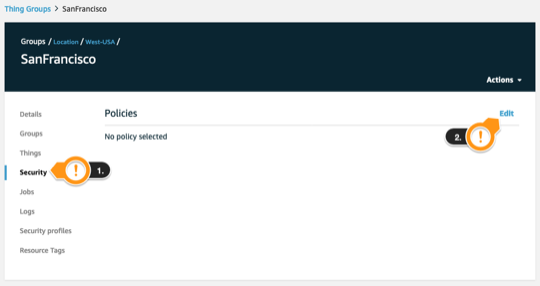 Thing Groups > SanFrancisco
Groups / Location / West-USA /
SanFrancisco
Actions
Details
Groups
Things
Security
Jobs
Logs
Security profiles
Resource Tags
Policies
Edit
No policy selected
! 1.
2. !